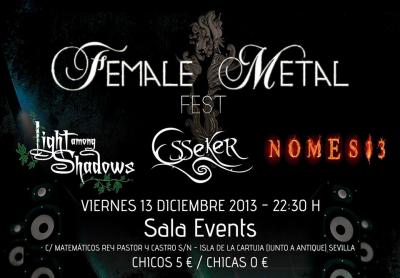 FEMALE METAL
FEST
Light among Shadows
ESSEKER
NOMES13
VIERNES 13 DICIEMBRE 2013 - 22:30 H
Sala Events
C/ MATEMÁTICOS REY PASTOR Y CASTRO S/N - ISLA DE LA CARTUJA (JUNTO A ANTIQUE) SEVILLA
CHICOS 5 € / CHICAS 0 €